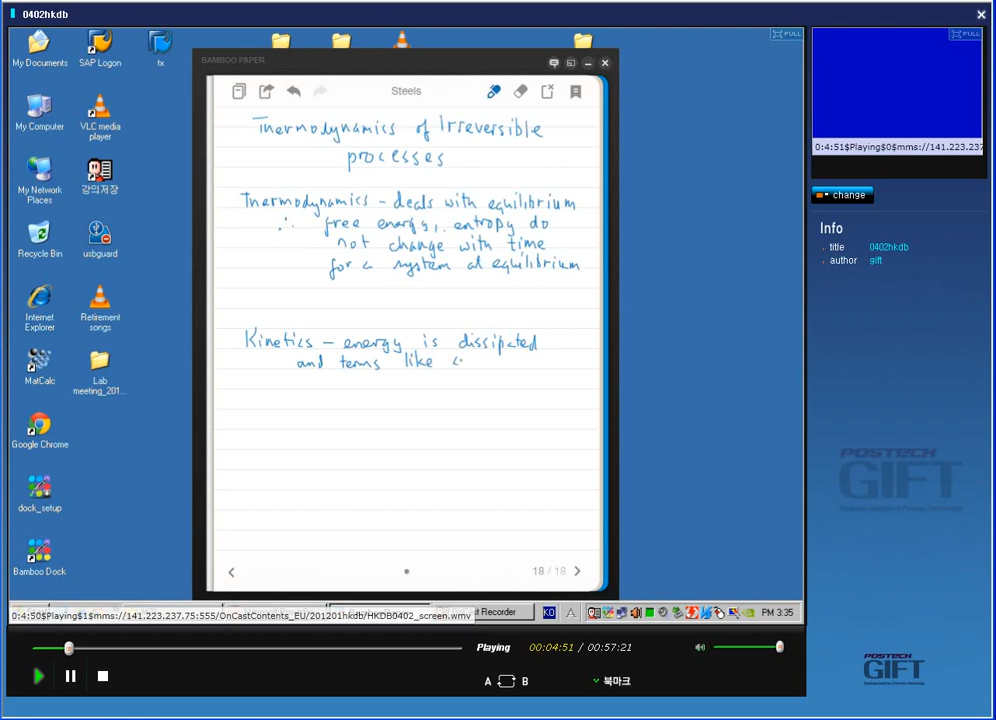 0402hkdb
My Documents
SAP Logon
fx
My Computer
VLC media
player
My Network
Places
강의저장
Recycle Bin
usbguard
Internet
Explorer
Retirement
songs
MatCalc
Lab
meeting_201...
Google Chrome
dock_setup
Bamboo Dock
BAMBOO PAPER
Steels
Thermodynamics of Irreversible
processes
Thermodynamics - deals with equilibrium
∴ free energy, entropy do
not change with time
for a system at equilibrium
Kinetics - energy is dissipated
and terms like
18 / 18
Recorder
KO
A
PM 3:35
0:4:50$Playing$1$mms://141.223.237.75:555/OnCastContents_EU/201201hkdb/HKDB0402_screen.wmv
FULL
FULL
0:4:51$Playing$0$mms://141.223.237
change
Info
title 0402hkdb
author gift
POSTECH
GIFT
Playing 00:04:51 / 00:57:21
A B
북마크
POSTECH
GIFT